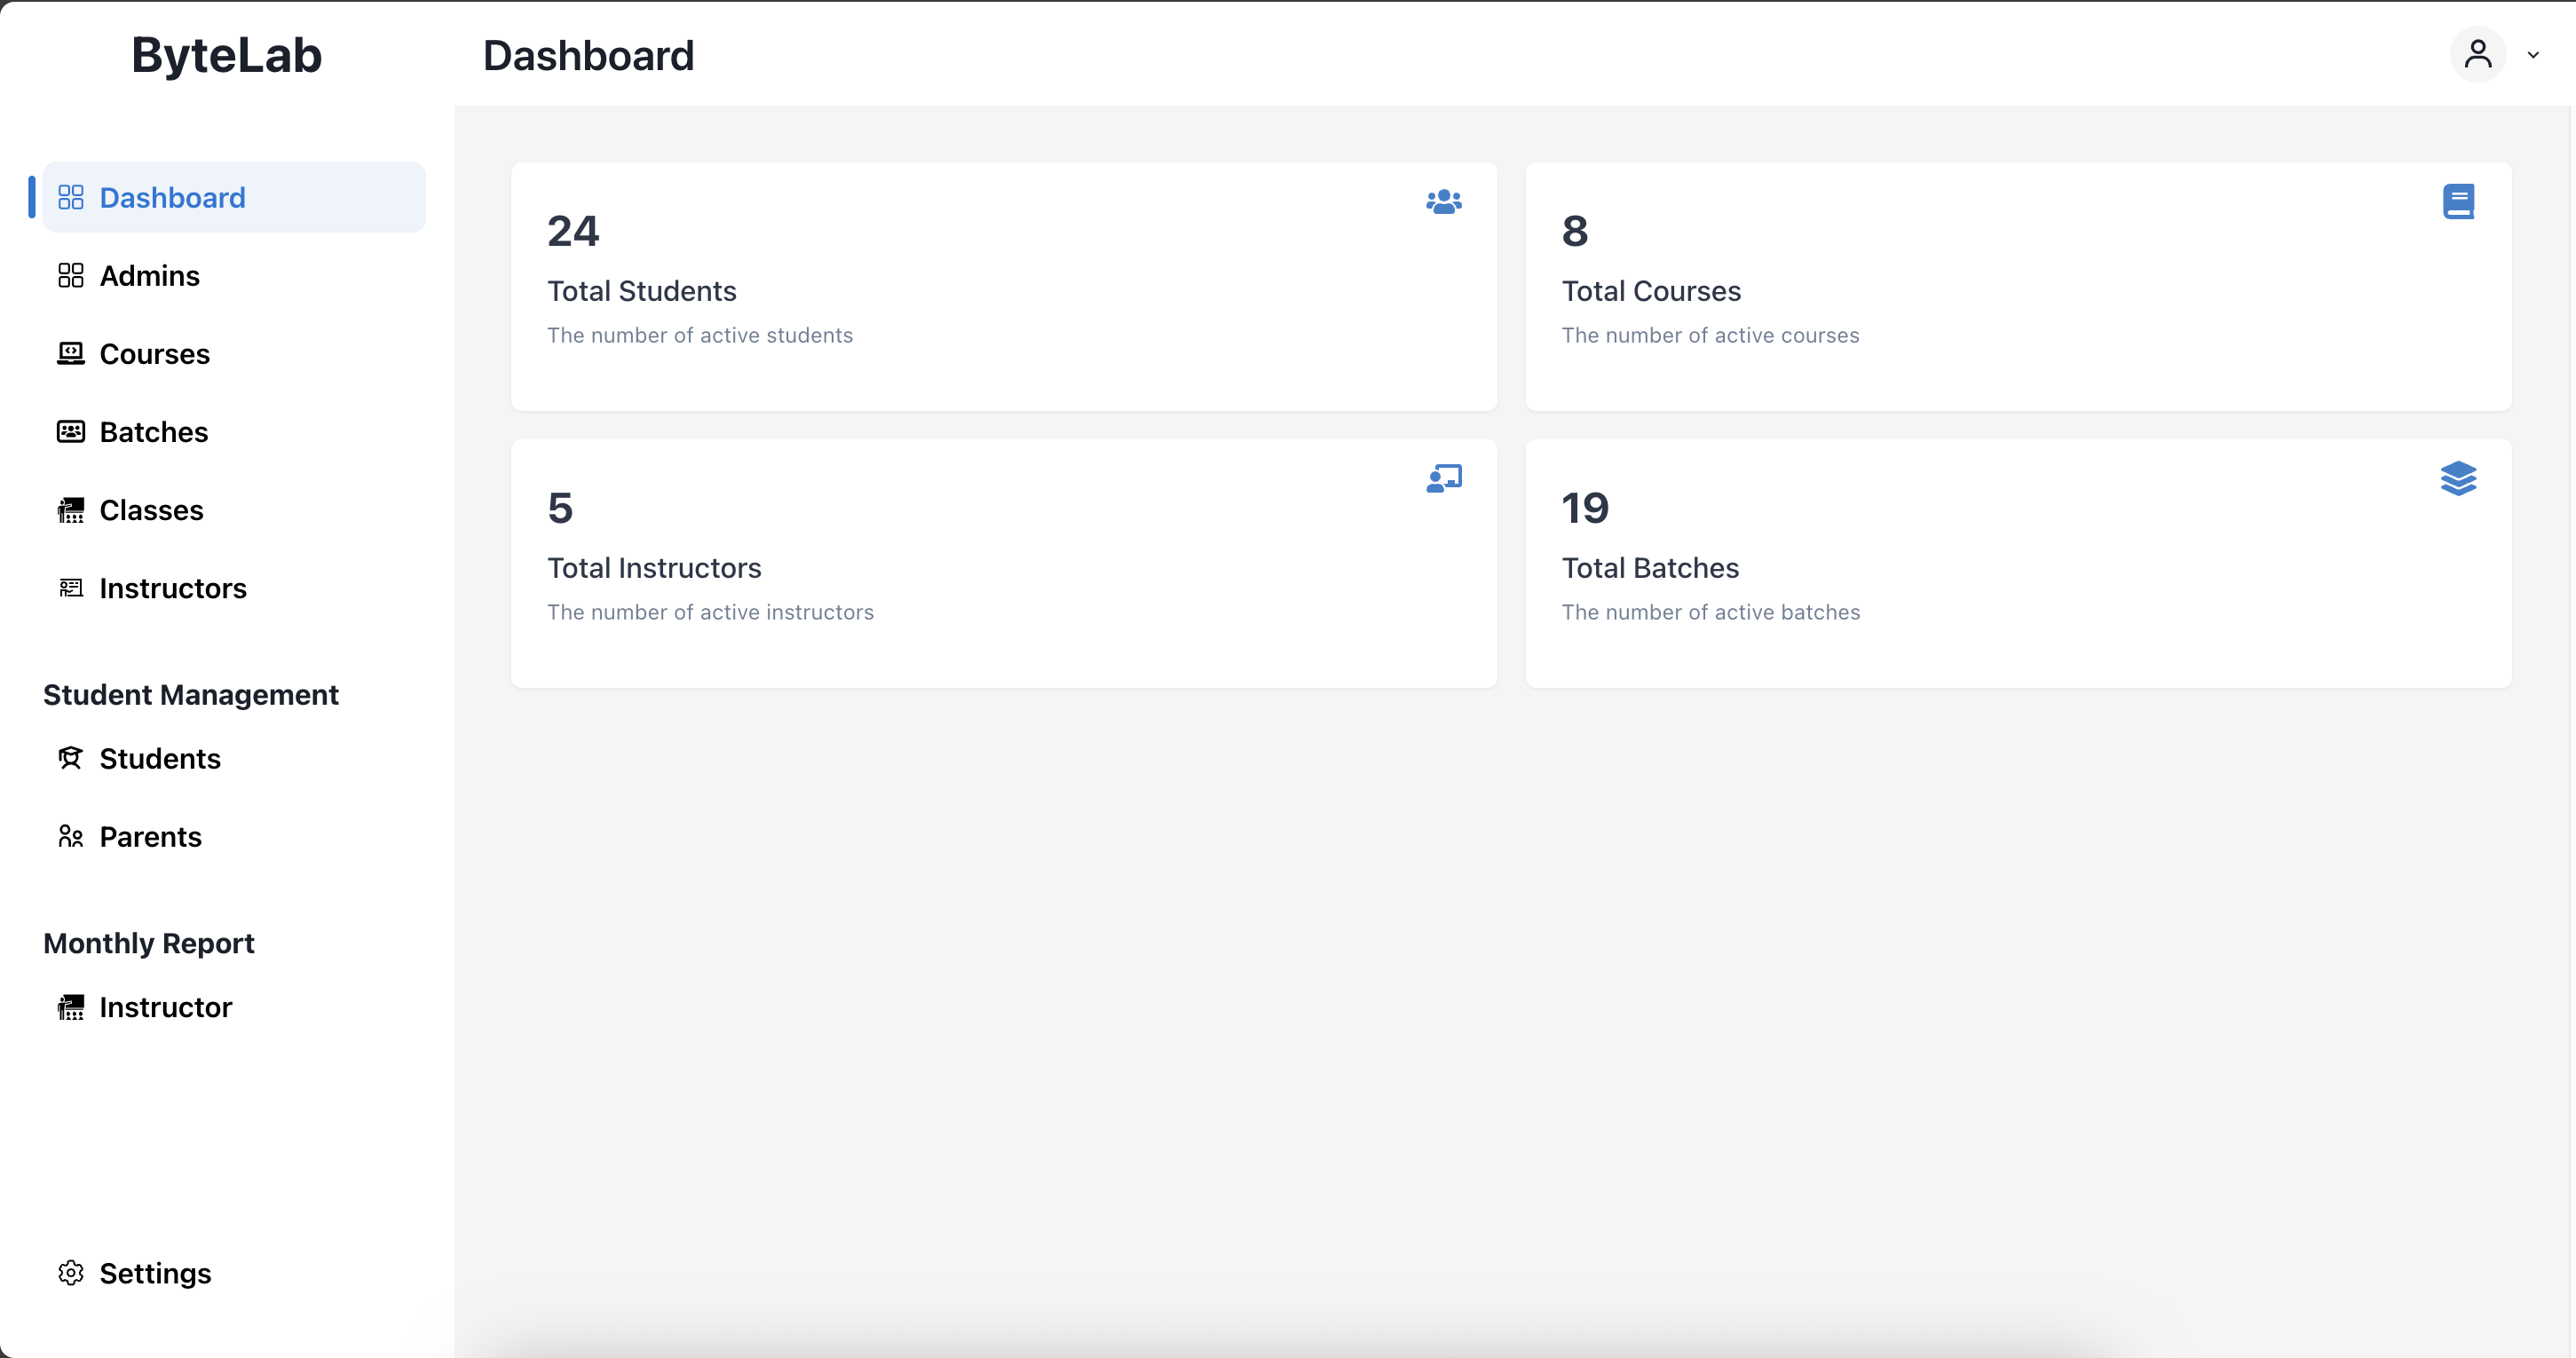 ByteLab
Dashboard
Dashboard
Admins
Courses
Batches
Classes
Instructors
Student Management
Students
Parents
Monthly Report
Instructor
Settings
24
Total Students
The number of active students
8
Total Courses
The number of active courses
5
Total Instructors
The number of active instructors
19
Total Batches
The number of active batches